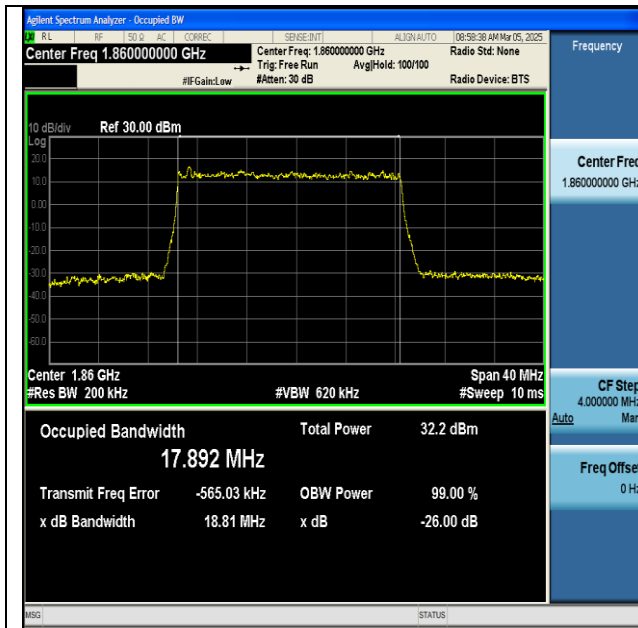 Agilent Spectrum Analyzer - Occupied BW
RL RF 50 Ω AC CORREC SENSE:INT ALIGN AUTO 08:58:38 AM Mar 05, 2025
Center Freq 1.860000000 GHz
Center Freq: 1.860000000 GHz
Radio Std: None
Trig: Free Run Avg|Hold: 100/100
#IFGain:Low #Atten: 30 dB Radio Device: BTS
Frequency
10 dB/div Ref 30.00 dBm
Log
20.0
10.0
0.00
-10.0
-20.0
-30.0
-40.0
-50.0
-60.0
Center Freq
1.860000000 GHz
Center 1.86 GHz Span 40 MHz
#Res BW 200 kHz #VBW 620 kHz #Sweep 10 ms
CF Step
4.000000 MHz
Auto Man
Occupied Bandwidth Total Power 32.2 dBm
17.892 MHz
Transmit Freq Error -565.03 kHz OBW Power 99.00 %
x dB Bandwidth 18.81 MHz x dB -26.00 dB
Freq Offset
0 Hz
MSG STATUS